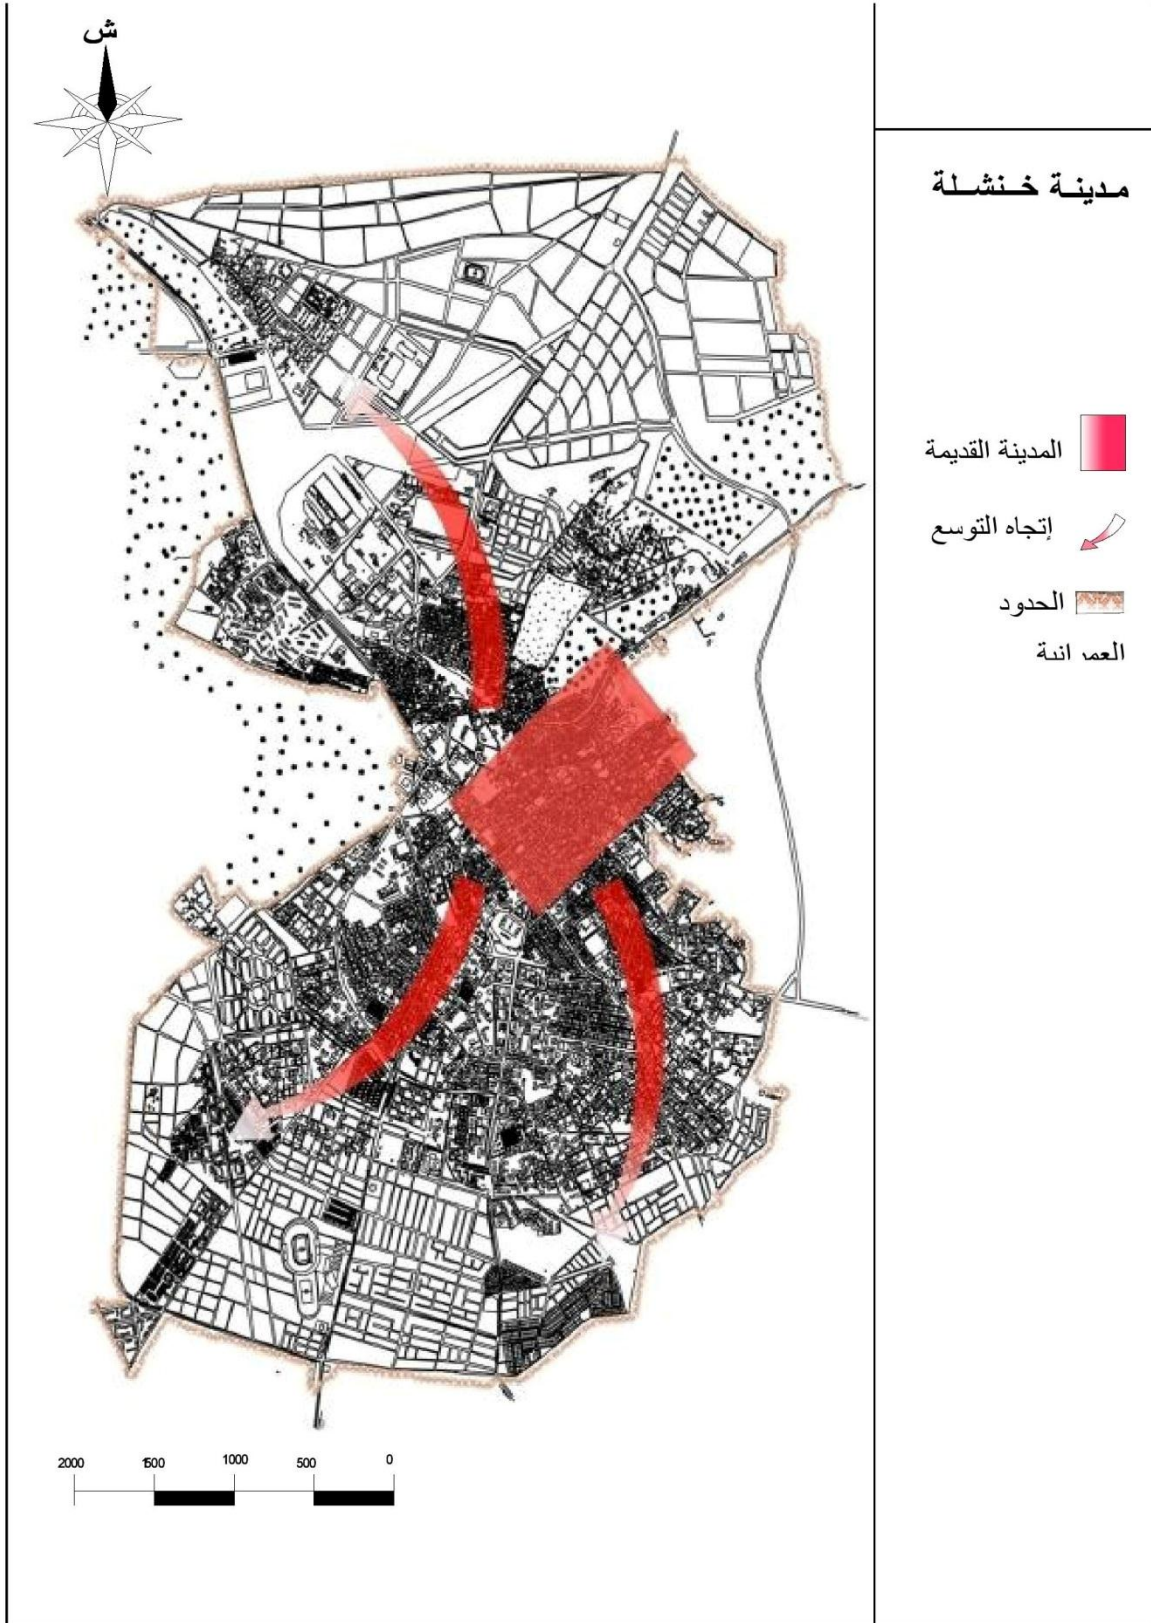 ش
مدينة خنشلة
المدينة القديمة
إتجاه التوسع
الحدود
العمرانية
2000 1500 1000 500 0